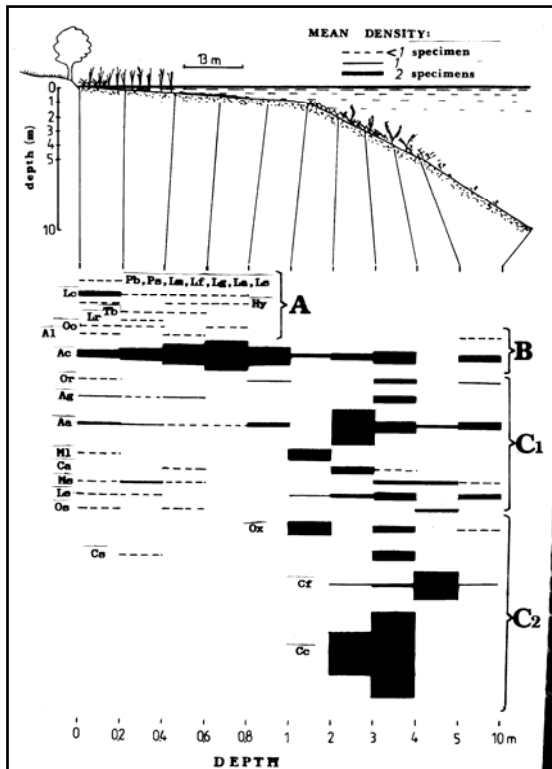 MEAN DENSITY:
<1 specimen
1
2 specimens
13 m
0
1
2
3
4
5
10
depth (m)
Pb, Ps, Lm, Lf, Lg, La, Ls
Lc
Hy
Tb
Lr
Oo
Al
A
Ac
B
Or
Ag
Aa
Ml
Ca
Ms
Ls
Os
C1
Ox
Cs
Cf
Cc
C2
0 0,2 0,4 0,6 0,8 1 2 3 4 5 10 m
DEPTH